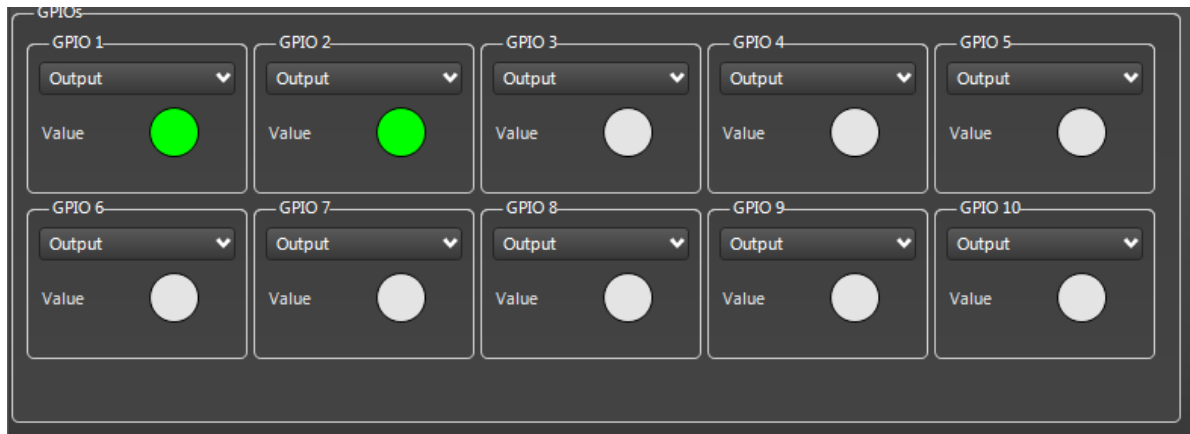 GPIOs
GPIO 1 GPIO 2 GPIO 3 GPIO 4 GPIO 5
Output Output Output Output Output
Value Value Value Value Value
GPIO 6 GPIO 7 GPIO 8 GPIO 9 GPIO 10
Output Output Output Output Output
Value Value Value Value Value